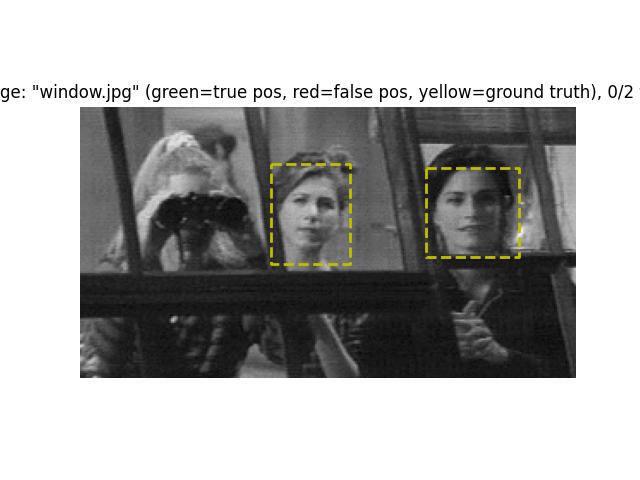 ge: "window.jpg" (green=true pos, red=false pos, yellow=ground truth), 0/2